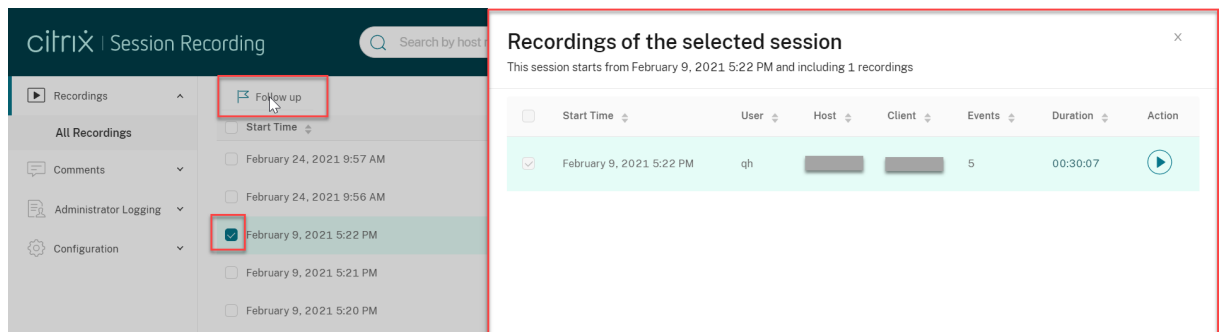 citrix | Session Recording
Search by host
Recordings
All Recordings
Comments
Administrator Logging
Configuration
Follow up
Start Time
February 24, 2021 9:57 AM
February 24, 2021 9:56 AM
February 9, 2021 5:22 PM
February 9, 2021 5:21 PM
February 9, 2021 5:20 PM
Recordings of the selected session
X
This session starts from February 9, 2021 5:22 PM and including 1 recordings
Start Time User Host Client Events Duration Action
February 9, 2021 5:22 PM qh 5 00:30:07